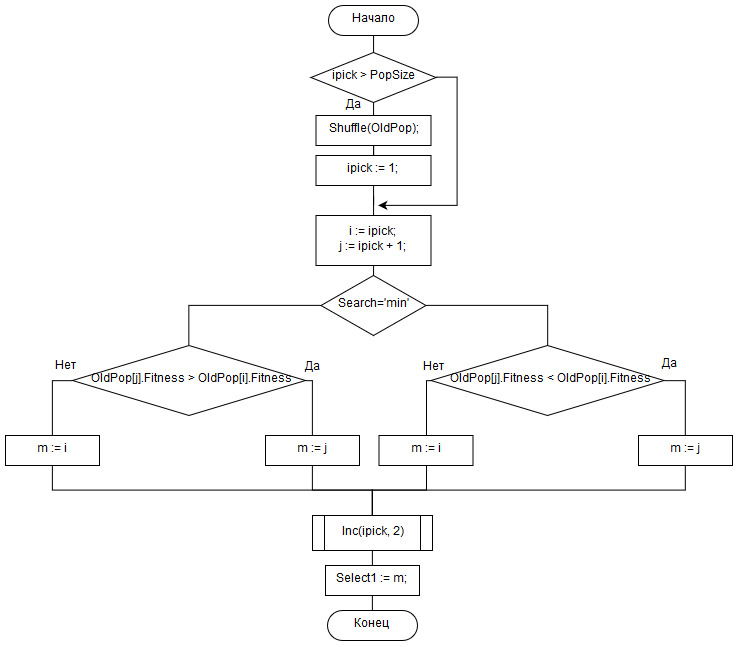 Начало
ipick > PopSize
Да
Shuffle(OldPop);
ipick := 1;
i := ipick;
j := ipick + 1;
Search='min'
Нет
OldPop[j].Fitness > OldPop[i].Fitness
Да
Нет
OldPop[j].Fitness < OldPop[i].Fitness
Да
m := i
m := j
m := i
m := j
Inc(ipick, 2)
Select1 := m;
Конец